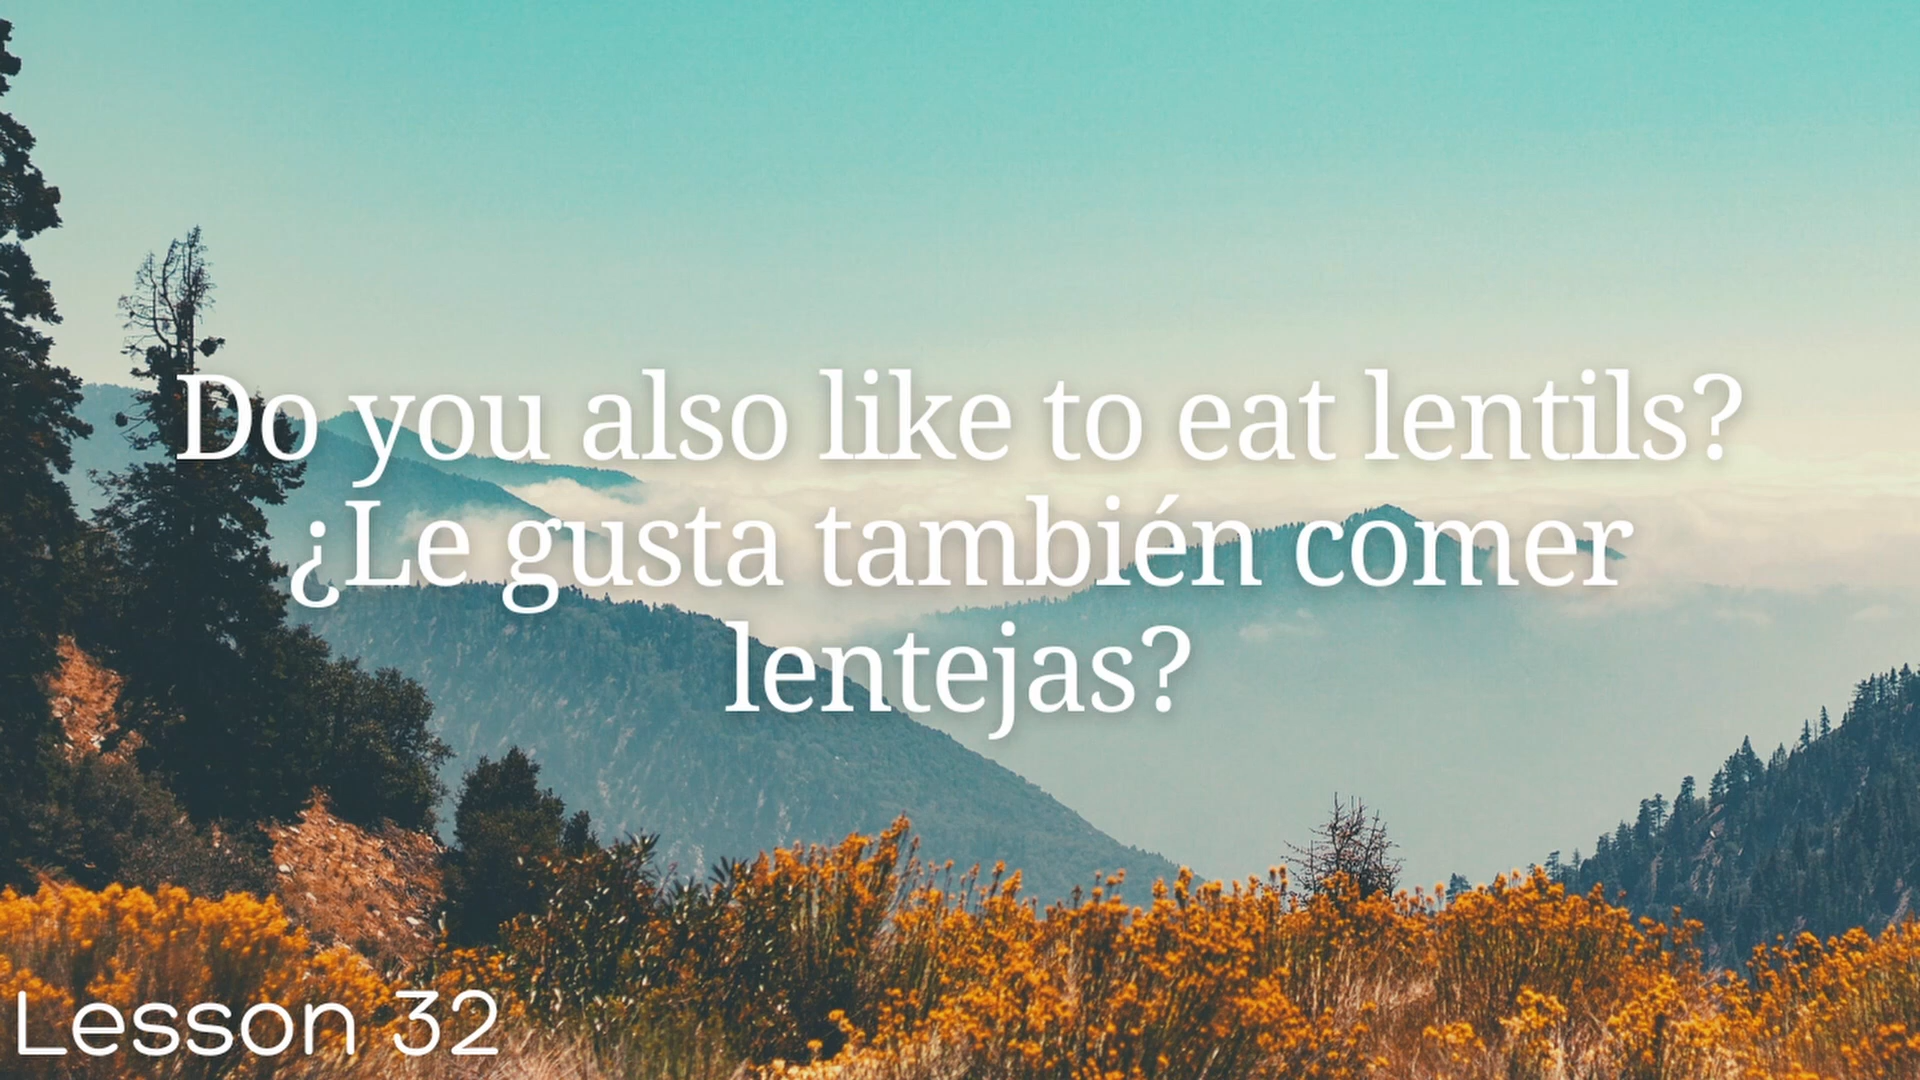 Do you also like to eat lentils?
¿Le gusta también comer
lentejas?
Lesson 32